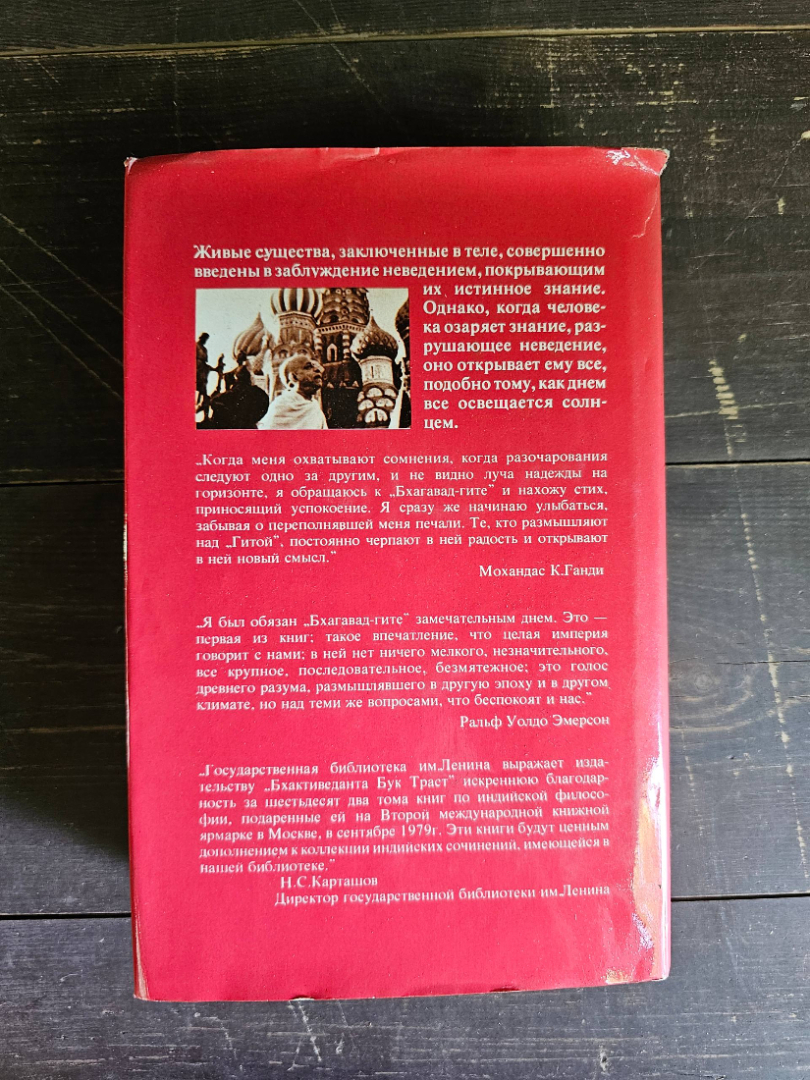 Живые существа, заключенные в теле, совершенно
введены в заблуждение неведением, покрывающим
их истинное знание.
Однако, когда челове-
ка озаряет знание, раз-
рушающее неведение,
оно открывает ему все,
подобно тому, как днем
все освещается солн-
цем.
„Когда меня охватывают сомнения, когда разочарования
следуют одно за другим, и не видно луча надежды на
горизонте, я обращаюсь к „Бхагавад-гите" и нахожу стих,
приносящий успокоение. Я сразу же начинаю улыбаться,
забывая о переполнявшей меня печали. Те, кто размышляют
над „Гитой", постоянно черпают в ней радость и открывают
в ней новый смысл."
Мохандас К.Ганди
„Я был обязан „Бхагавад-гите" замечательным днем. Это —
первая из книг; такое впечатление, что целая империя
говорит с нами; в ней нет ничего мелкого, незначительного,
все крупное, последовательное, безмятежное; это голос
древнего разума, размышлявшего в другую эпоху и в другом
климате, но над теми же вопросами, что беспокоят и нас."
Ральф Уолдо Эмерсон
„Государственная библиотека им.Ленина выражает изда-
тельству „Бхактиведанта Бук Траст" искреннюю благодар-
ность за шестьдесят два тома книг по индийской филосо-
фии, подаренные ей на Второй международной книжной
ярмарке в Москве, в сентябре 1979г. Эти книги будут ценным
дополнением к коллекции индийских сочинений, имеющейся в
нашей библиотеке."
Н.С.Карташов
Директор государственной библиотеки им.Ленина